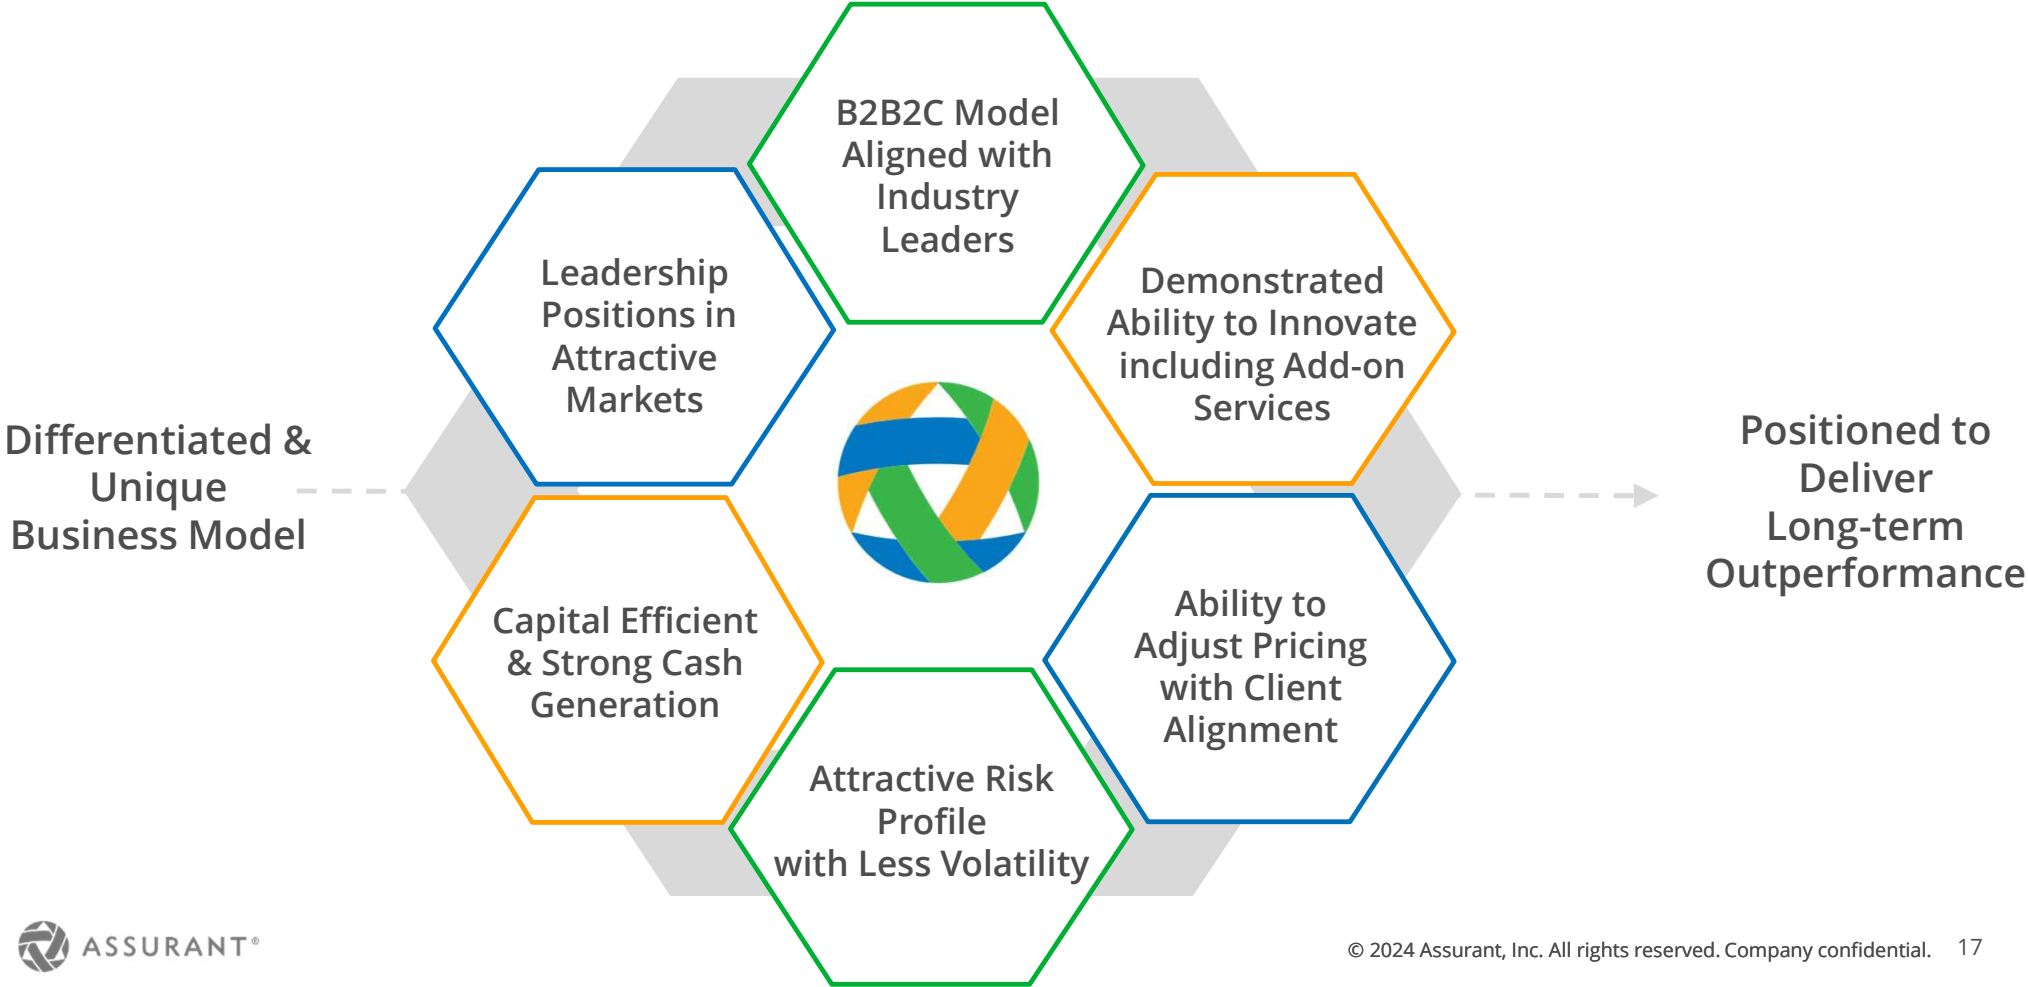 B2B2C Model
Aligned with
Industry
Leaders
Leadership
Positions in
Attractive
Markets
Demonstrated
Ability to Innovate
including Add-on
Services
Differentiated &
Unique
Business Model
Positioned to
Deliver
Long-term
Outperformance
Capital Efficient
& Strong Cash
Generation
Ability to
Adjust Pricing
with Client
Alignment
Attractive Risk
Profile
with Less Volatility
ASSURANT®
© 2024 Assurant, Inc. All rights reserved. Company confidential. 17